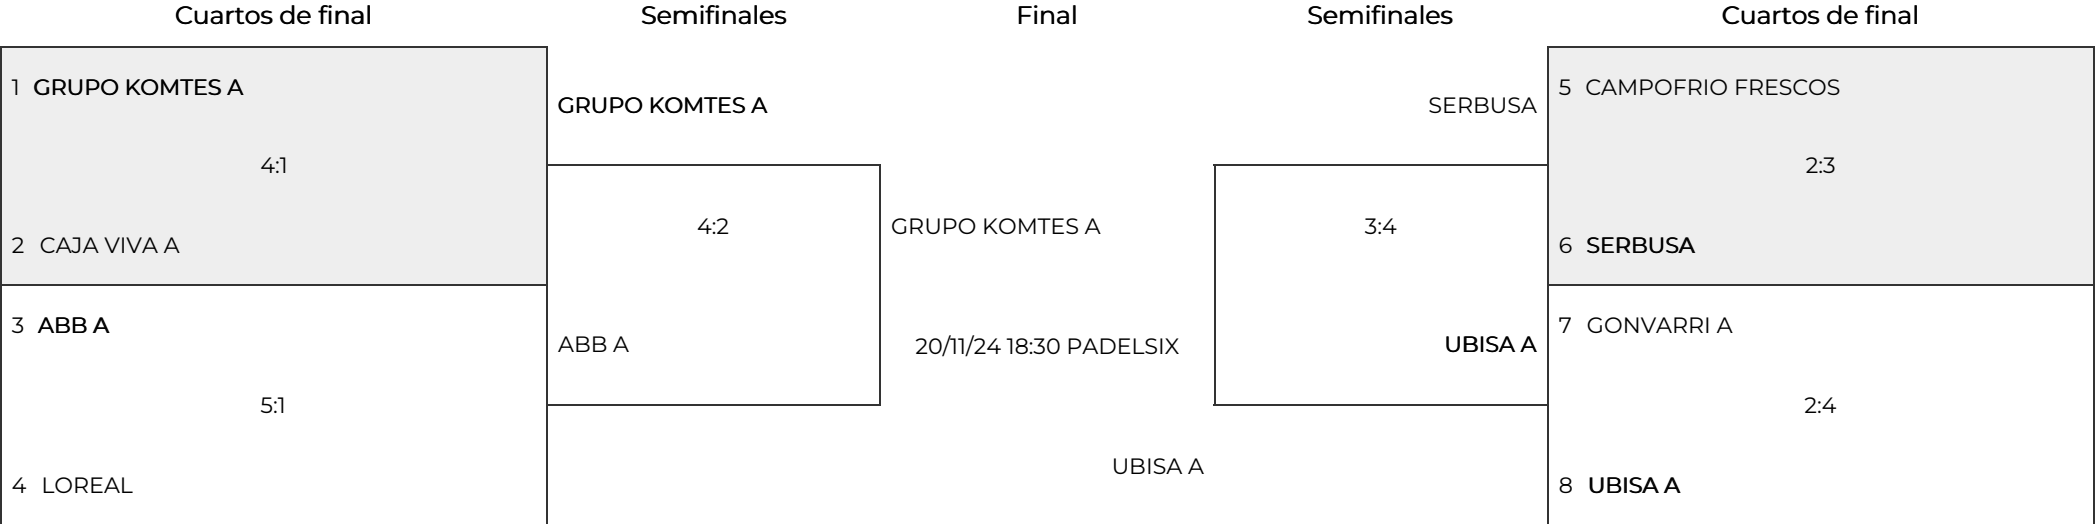 Cuartos de final
Semifinales
Final
Semifinales
Cuartos de final
1 GRUPO KOMTES A
4:1
2 CAJA VIVA A
3 ABB A
5:1
4 LOREAL
GRUPO KOMTES A
4:2
ABB A
GRUPO KOMTES A
20/11/24 18:30 PADELSIX
UBISA A
SERBUSA
3:4
UBISA A
5 CAMPOFRIO FRESCOS
2:3
6 SERBUSA
7 GONVARRI A
2:4
8 UBISA A